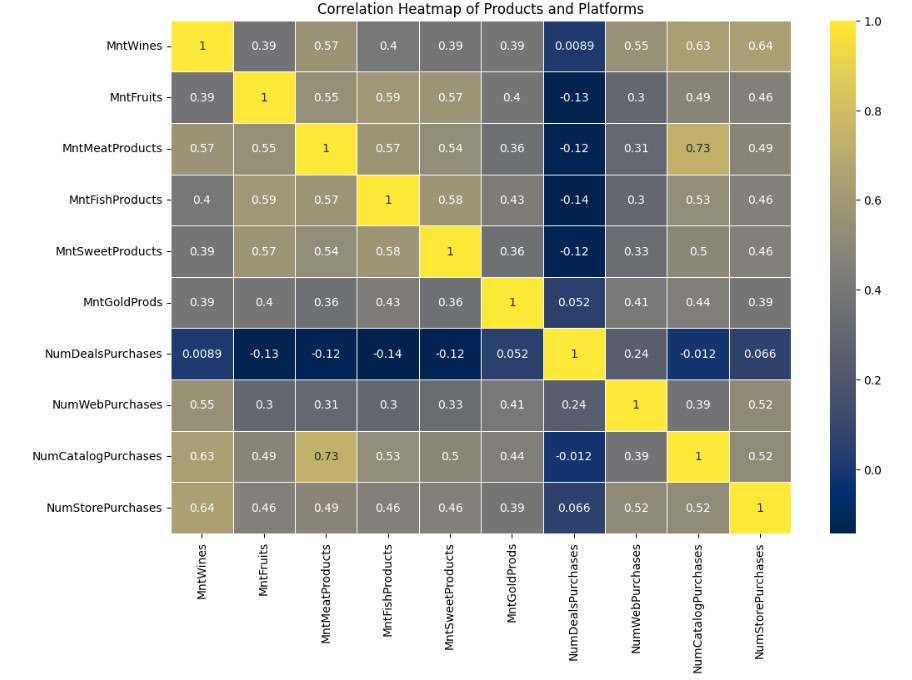 Correlation Heatmap of Products and Platforms
MntWines 1 0.39 0.57 0.4 0.39 0.39 0.0089 0.55 0.63 0.64
MntFruits 0.39 1 0.55 0.59 0.57 0.4 -0.13 0.3 0.49 0.46
MntMeatProducts 0.57 0.55 1 0.57 0.54 0.36 -0.12 0.31 0.73 0.49
MntFishProducts 0.4 0.59 0.57 1 0.58 0.43 -0.14 0.3 0.53 0.46
MntSweetProducts 0.39 0.57 0.54 0.58 1 0.36 -0.12 0.33 0.5 0.46
MntGoldProds 0.39 0.4 0.36 0.43 0.36 1 0.052 0.41 0.44 0.39
NumDealsPurchases 0.0089 -0.13 -0.12 -0.14 -0.12 0.052 1 0.24 -0.012 0.066
NumWebPurchases 0.55 0.3 0.31 0.3 0.33 0.41 0.24 1 0.39 0.52
NumCatalogPurchases 0.63 0.49 0.73 0.53 0.5 0.44 -0.012 0.39 1 0.52
NumStorePurchases 0.64 0.46 0.49 0.46 0.46 0.39 0.066 0.52 0.52 1
MntWines
MntFruits
MntMeatProducts
MntFishProducts
MntSweetProducts
MntGoldProds
NumDealsPurchases
NumWebPurchases
NumCatalogPurchases
NumStorePurchases
1.0
0.8
0.6
0.4
0.2
0.0